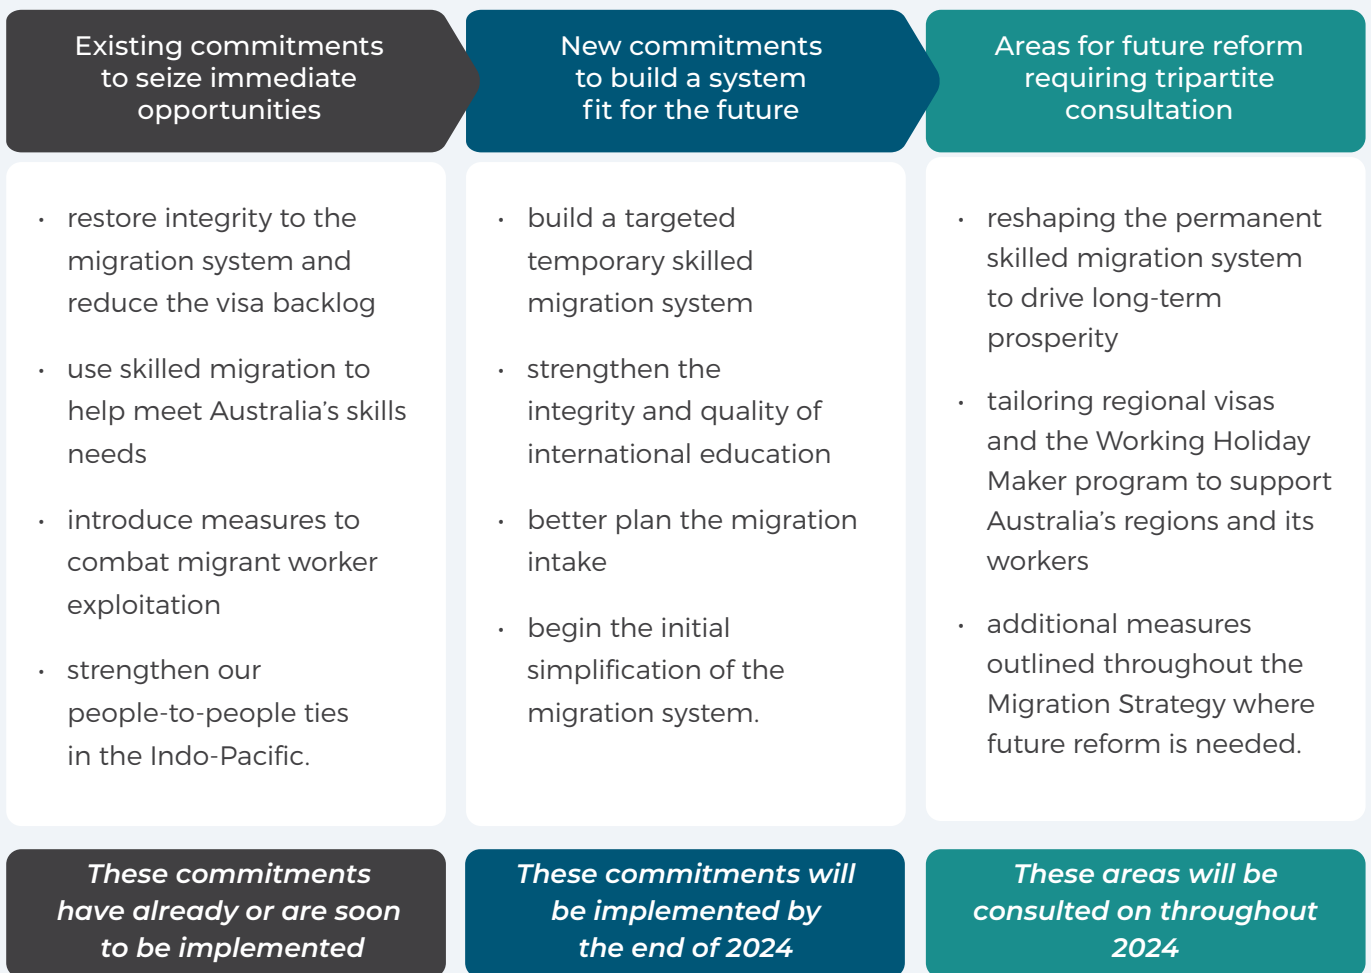 Existing commitments
to seize immediate
opportunities
• restore integrity to the
migration system and
reduce the visa backlog
• use skilled migration to
help meet Australia's skills
needs
• introduce measures to
combat migrant worker
exploitation
• strengthen our
people-to-people ties
in the Indo-Pacific.
These commitments
have already or are soon
to be implemented
New commitments
to build a system
fit for the future
• build a targeted
temporary skilled
migration system
• strengthen the
integrity and quality of
international education
• better plan the migration
intake
• begin the initial
simplification of the
migration system.
These commitments will
be implemented by
the end of 2024
Areas for future reform
requiring tripartite
consultation
• reshaping the permanent
skilled migration system
to drive long-term
prosperity
• tailoring regional visas
and the Working Holiday
Maker program to support
Australia's regions and its
workers
• additional measures
outlined throughout the
Migration Strategy where
future reform is needed.
These areas will be
consulted on throughout
2024